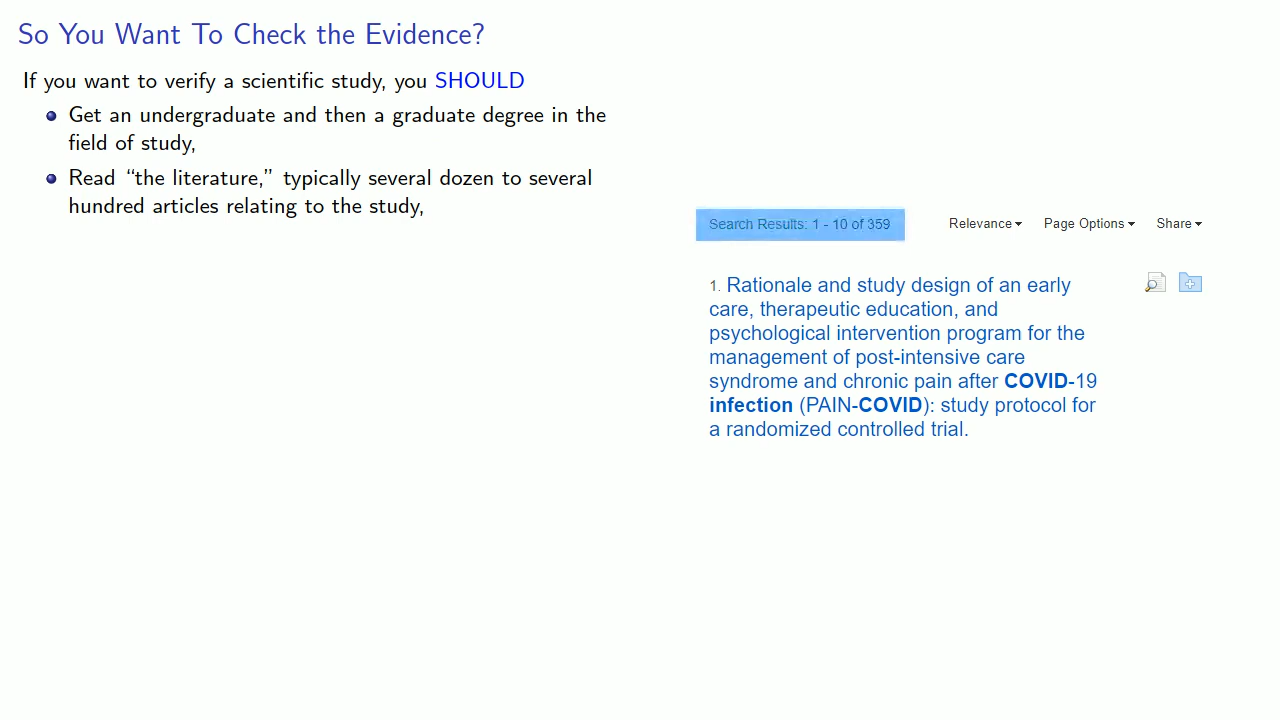 So You Want To Check the Evidence?
If you want to verify a scientific study, you SHOULD
Get an undergraduate and then a graduate degree in the
field of study,
Read “the literature,” typically several dozen to several
hundred articles relating to the study,
Search Results: 1 - 10 of 359
Relevance Page Options Share
1. Rationale and study design of an early
care, therapeutic education, and
psychological intervention program for the
management of post-intensive care
syndrome and chronic pain after COVID-19
infection (PAIN-COVID): study protocol for
a randomized controlled trial.